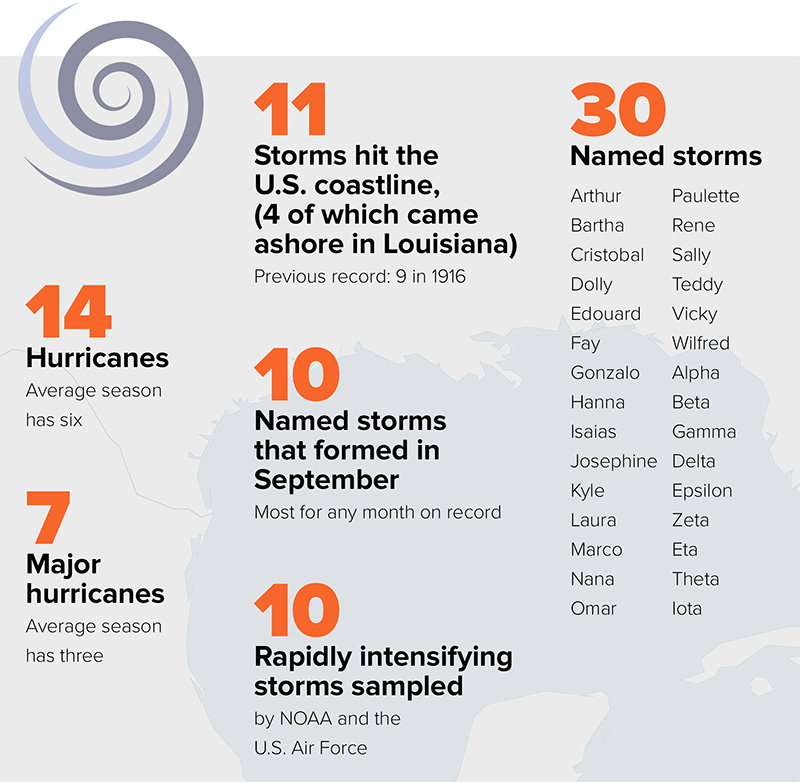 14
Hurricanes
Average season
has six
7
Major
hurricanes
Average season
has three
11
Storms hit the
U.S. coastline,
(4 of which came
ashore in Louisiana)
Previous record: 9 in 1916
10
Named storms
that formed in
September
Most for any month on record
10
Rapidly intensifying
storms sampled
by NOAA and the
U.S. Air Force
30
Named storms
Arthur
Bartha
Cristobal
Dolly
Edouard
Fay
Gonzalo
Hanna
Isaias
Josephine
Kyle
Laura
Marco
Nana
Omar
Paulette
Rene
Sally
Teddy
Vicky
Wilfred
Alpha
Beta
Gamma
Delta
Epsilon
Zeta
Eta
Theta
Iota